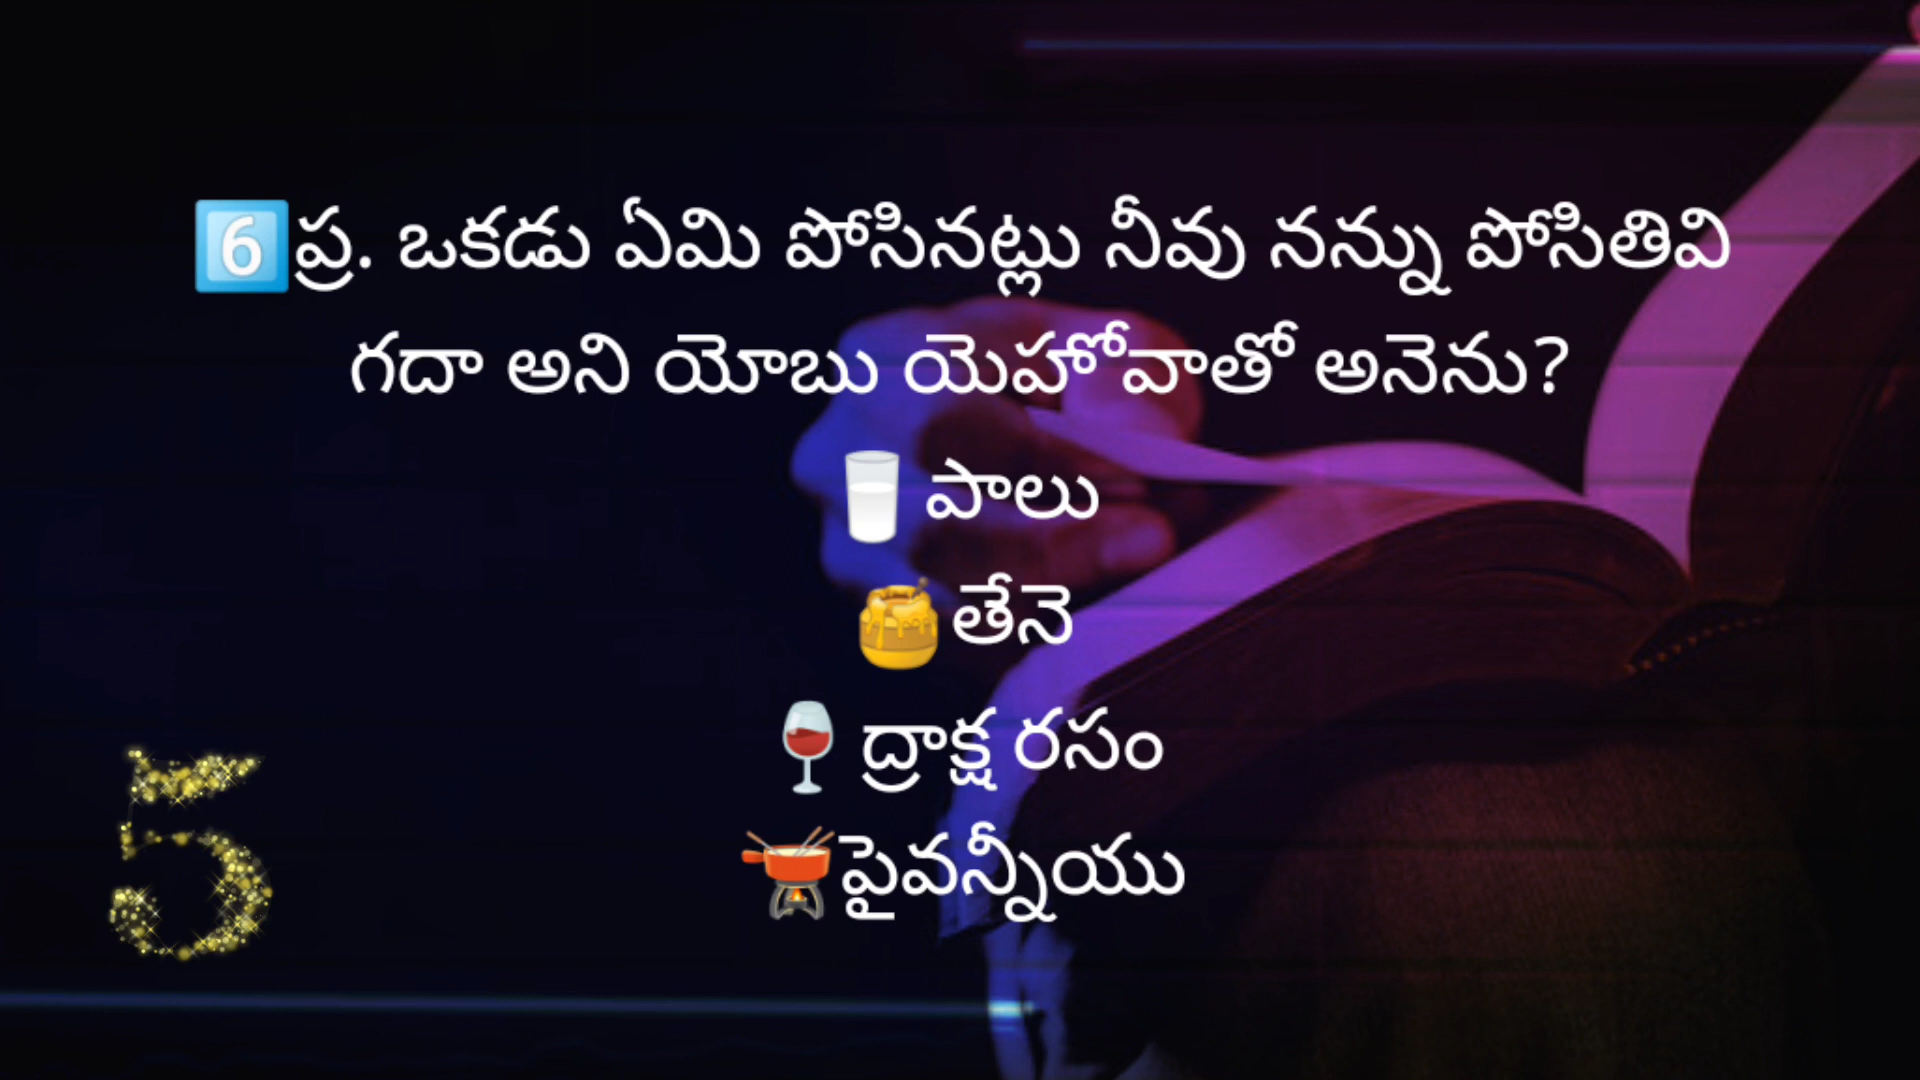 6️⃣ప్ర. ఒకడు ఏమి పోసినట్లు నీవు నన్ను పోసితివి
గదా అని యోబు యెహోవాతో అనెను?
🥛పాలు
🍯తేనె
🍷ద్రాక్ష రసం
🫕పైవన్నీయు
5